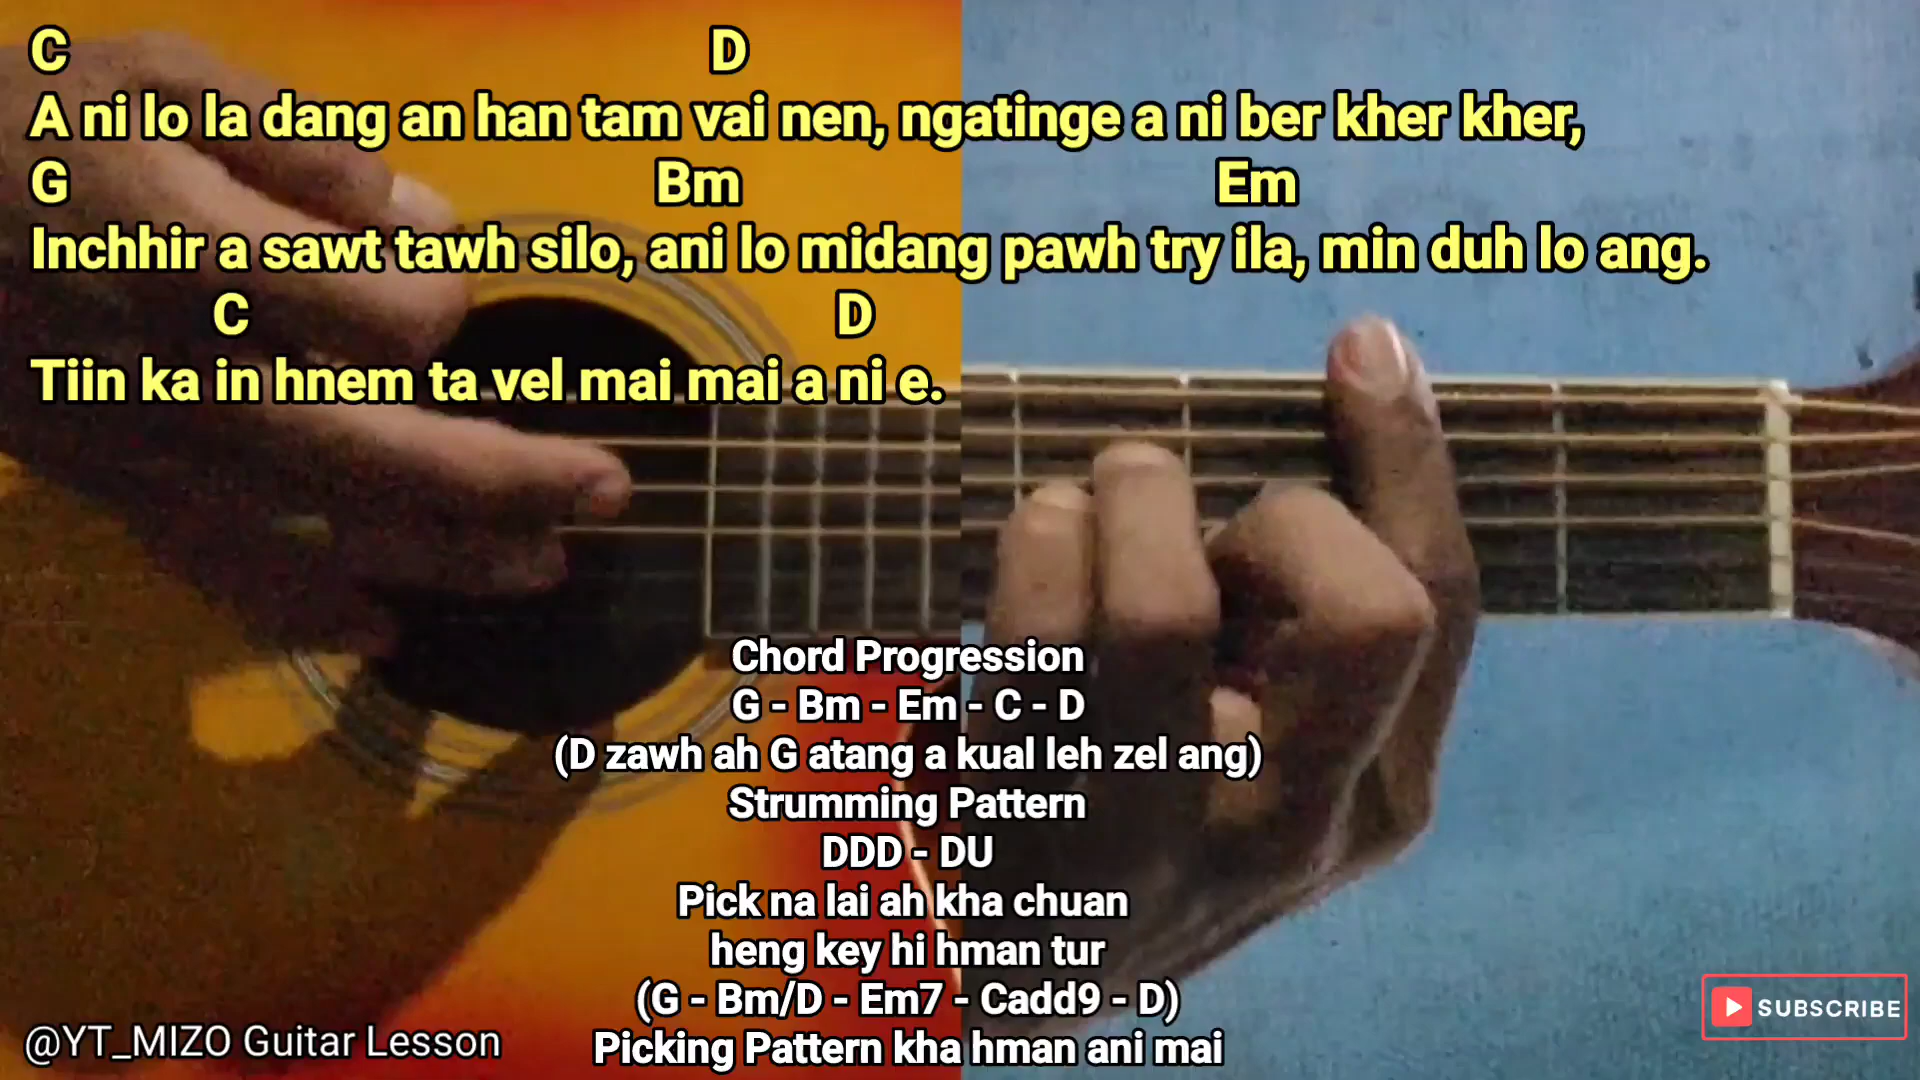 C D
A ni lo la dang an han tam vai nen, ngatinge a ni ber kher kher,
G Bm Em
Inchhir a sawt tawh silo, ani lo midang pawh try ila, min duh lo ang.
C D
Tiin ka in hnem ta vel mai mai a ni e.
Chord Progression
G - Bm - Em - C - D
(D zawh ah G atang a kual leh zel ang)
Strumming Pattern
DDD - DU
Pick na lai ah kha chuan
heng key hi hman tur
(G - Bm/D - Em7 - Cadd9 - D)
Picking Pattern kha hman ani mai
@YT_MIZO Guitar Lesson
SUBSCRIBE